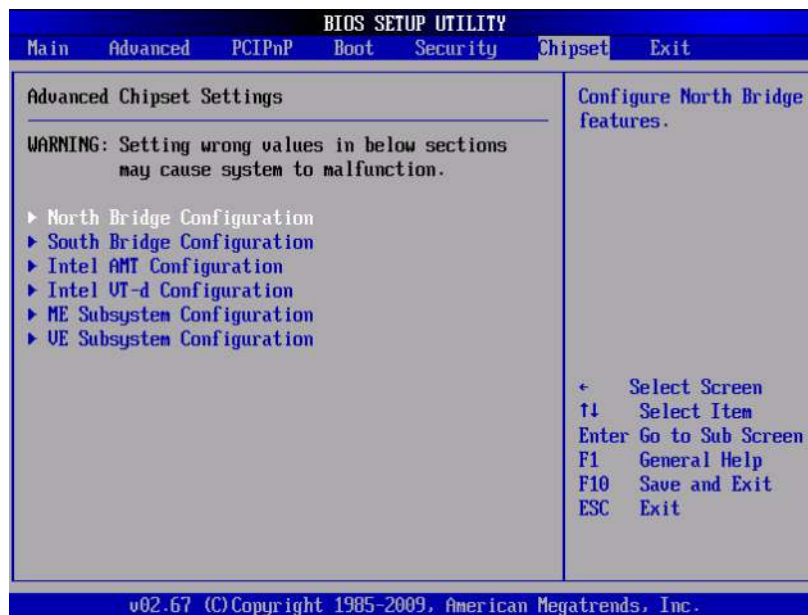 BIOS SETUP UTILITY
Main Advanced PCIPnP Boot Security Chipset Exit
Advanced Chipset Settings
WARNING: Setting wrong values in below sections
may cause system to malfunction.
▶ North Bridge Configuration
▶ South Bridge Configuration
▶ Intel AMT Configuration
▶ Intel VT-d Configuration
▶ ME Subsystem Configuration
▶ VE Subsystem Configuration
Configure North Bridge
features.
← Select Screen
↑↓ Select Item
Enter Go to Sub Screen
F1 General Help
F10 Save and Exit
ESC Exit
v02.67 (C)Copyright 1985-2009, American Megatrends, Inc.